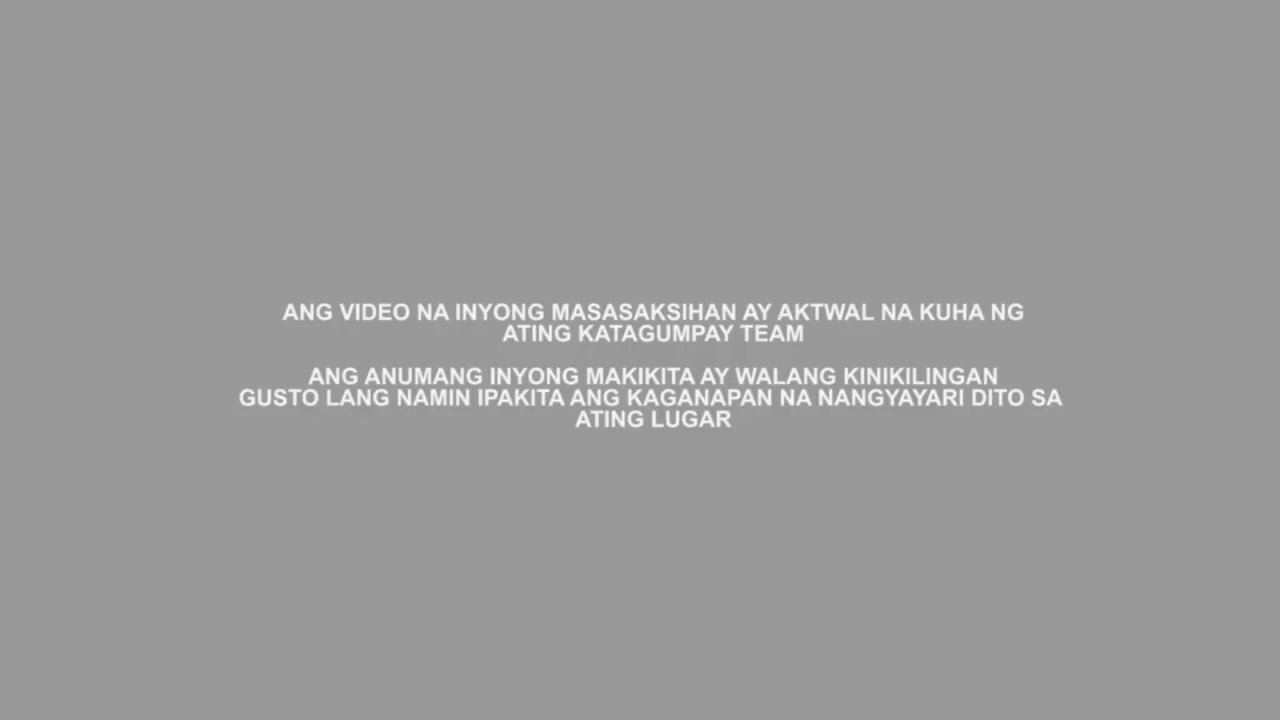 ANG VIDEO NA INYONG MASASAKSIHAN AY AKTWAL NA KUHA NG
ATING KATAGUMPAY TEAM
ANG ANUMANG INYONG MAKIKITA AY WALANG KINIKILINGAN
GUSTO LANG NAMIN IPAKITA ANG KAGANAPAN NA NANGYAYARI DITO SA
ATING LUGAR